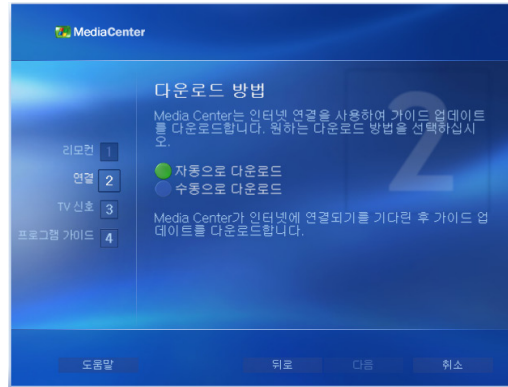 MediaCenter
다운로드 방법
Media Center는 인터넷 연결을 사용하여 가이드 업데이트
를 다운로드합니다. 원하는 다운로드 방법을 선택하십시
오.
리모컨 1
연결 2
TV 신호 3
프로그램 가이드 4
자동으로 다운로드
수동으로 다운로드
Media Center가 인터넷에 연결되기를 기다린 후 가이드 업
데이트를 다운로드합니다.
2
도움말
뒤로
다음
취소